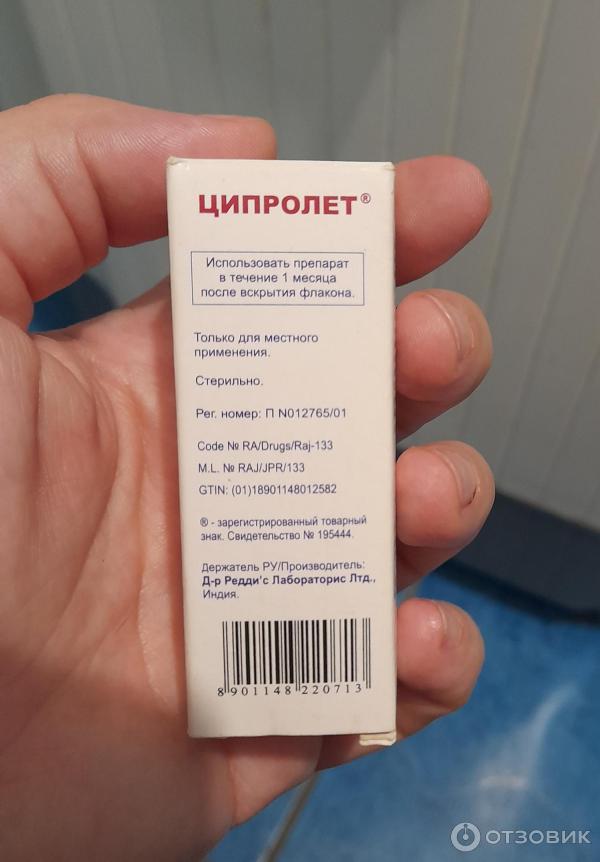 ЦИПРОЛЕТ®
Использовать препарат
в течение 1 месяца
после вскрытия флакона.
Только для местного
применения.
Стерильно.
Рег. номер: П N012765/01
Code № RA/Drugs/Raj-133
M.L. № RAJ/JPR/133
GTIN: (01)18901148012582
® - зарегистрированный товарный
знак. Свидетельство № 195444.
Держатель РУ/Производитель:
Д-р Редди'с Лабораторис Лтд.,
Индия.
8 901148 220713
ОТЗОВИК